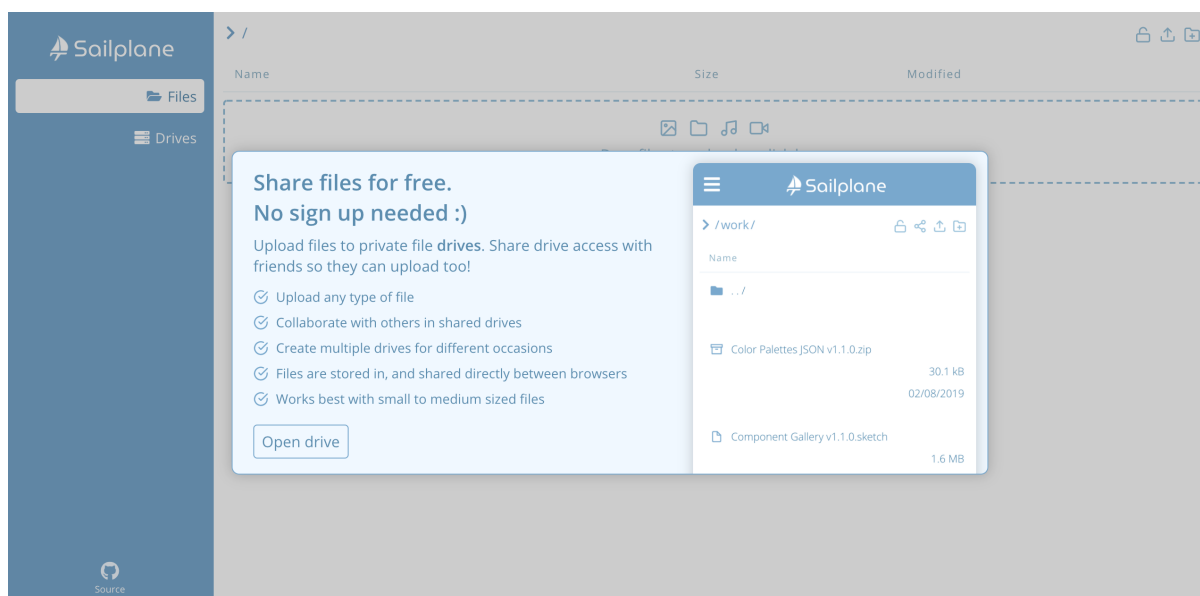 Sailplane
/
Name Size Modified
Files
Drives
Share files for free.
No sign up needed :)
Upload files to private file drives. Share drive access with
friends so they can upload too!
Upload any type of file
Collaborate with others in shared drives
Create multiple drives for different occasions
Files are stored in, and shared directly between browsers
Works best with small to medium sized files
Open drive
Sailplane
/work/
Name
../
Color Palettes JSON v1.1.0.zip
30.1 kB
02/08/2019
Component Gallery v1.1.0.sketch
1.6 MB
Source